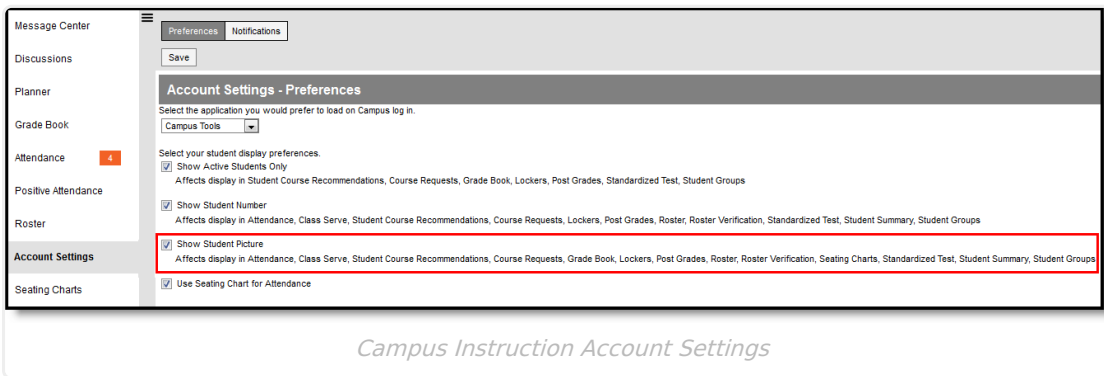 Message Center
Discussions
Planner
Grade Book
Attendance 4
Positive Attendance
Roster
Account Settings
Seating Charts
Preferences Notifications
Save
Account Settings - Preferences
Select the application you would prefer to load on Campus log in.
Campus Tools
Select your student display preferences.
Show Active Students Only
Affects display in Student Course Recommendations, Course Requests, Grade Book, Lockers, Post Grades, Standardized Test, Student Groups
Show Student Number
Affects display in Attendance, Class Serve, Student Course Recommendations, Course Requests, Lockers, Post Grades, Roster, Roster Verification, Standardized Test, Student Summary, Student Groups
Show Student Picture
Affects display in Attendance, Class Serve, Student Course Recommendations, Course Requests, Grade Book, Lockers, Post Grades, Roster, Roster Verification, Seating Charts, Standardized Test, Student Summary, Student Groups
Use Seating Chart for Attendance
Campus Instruction Account Settings